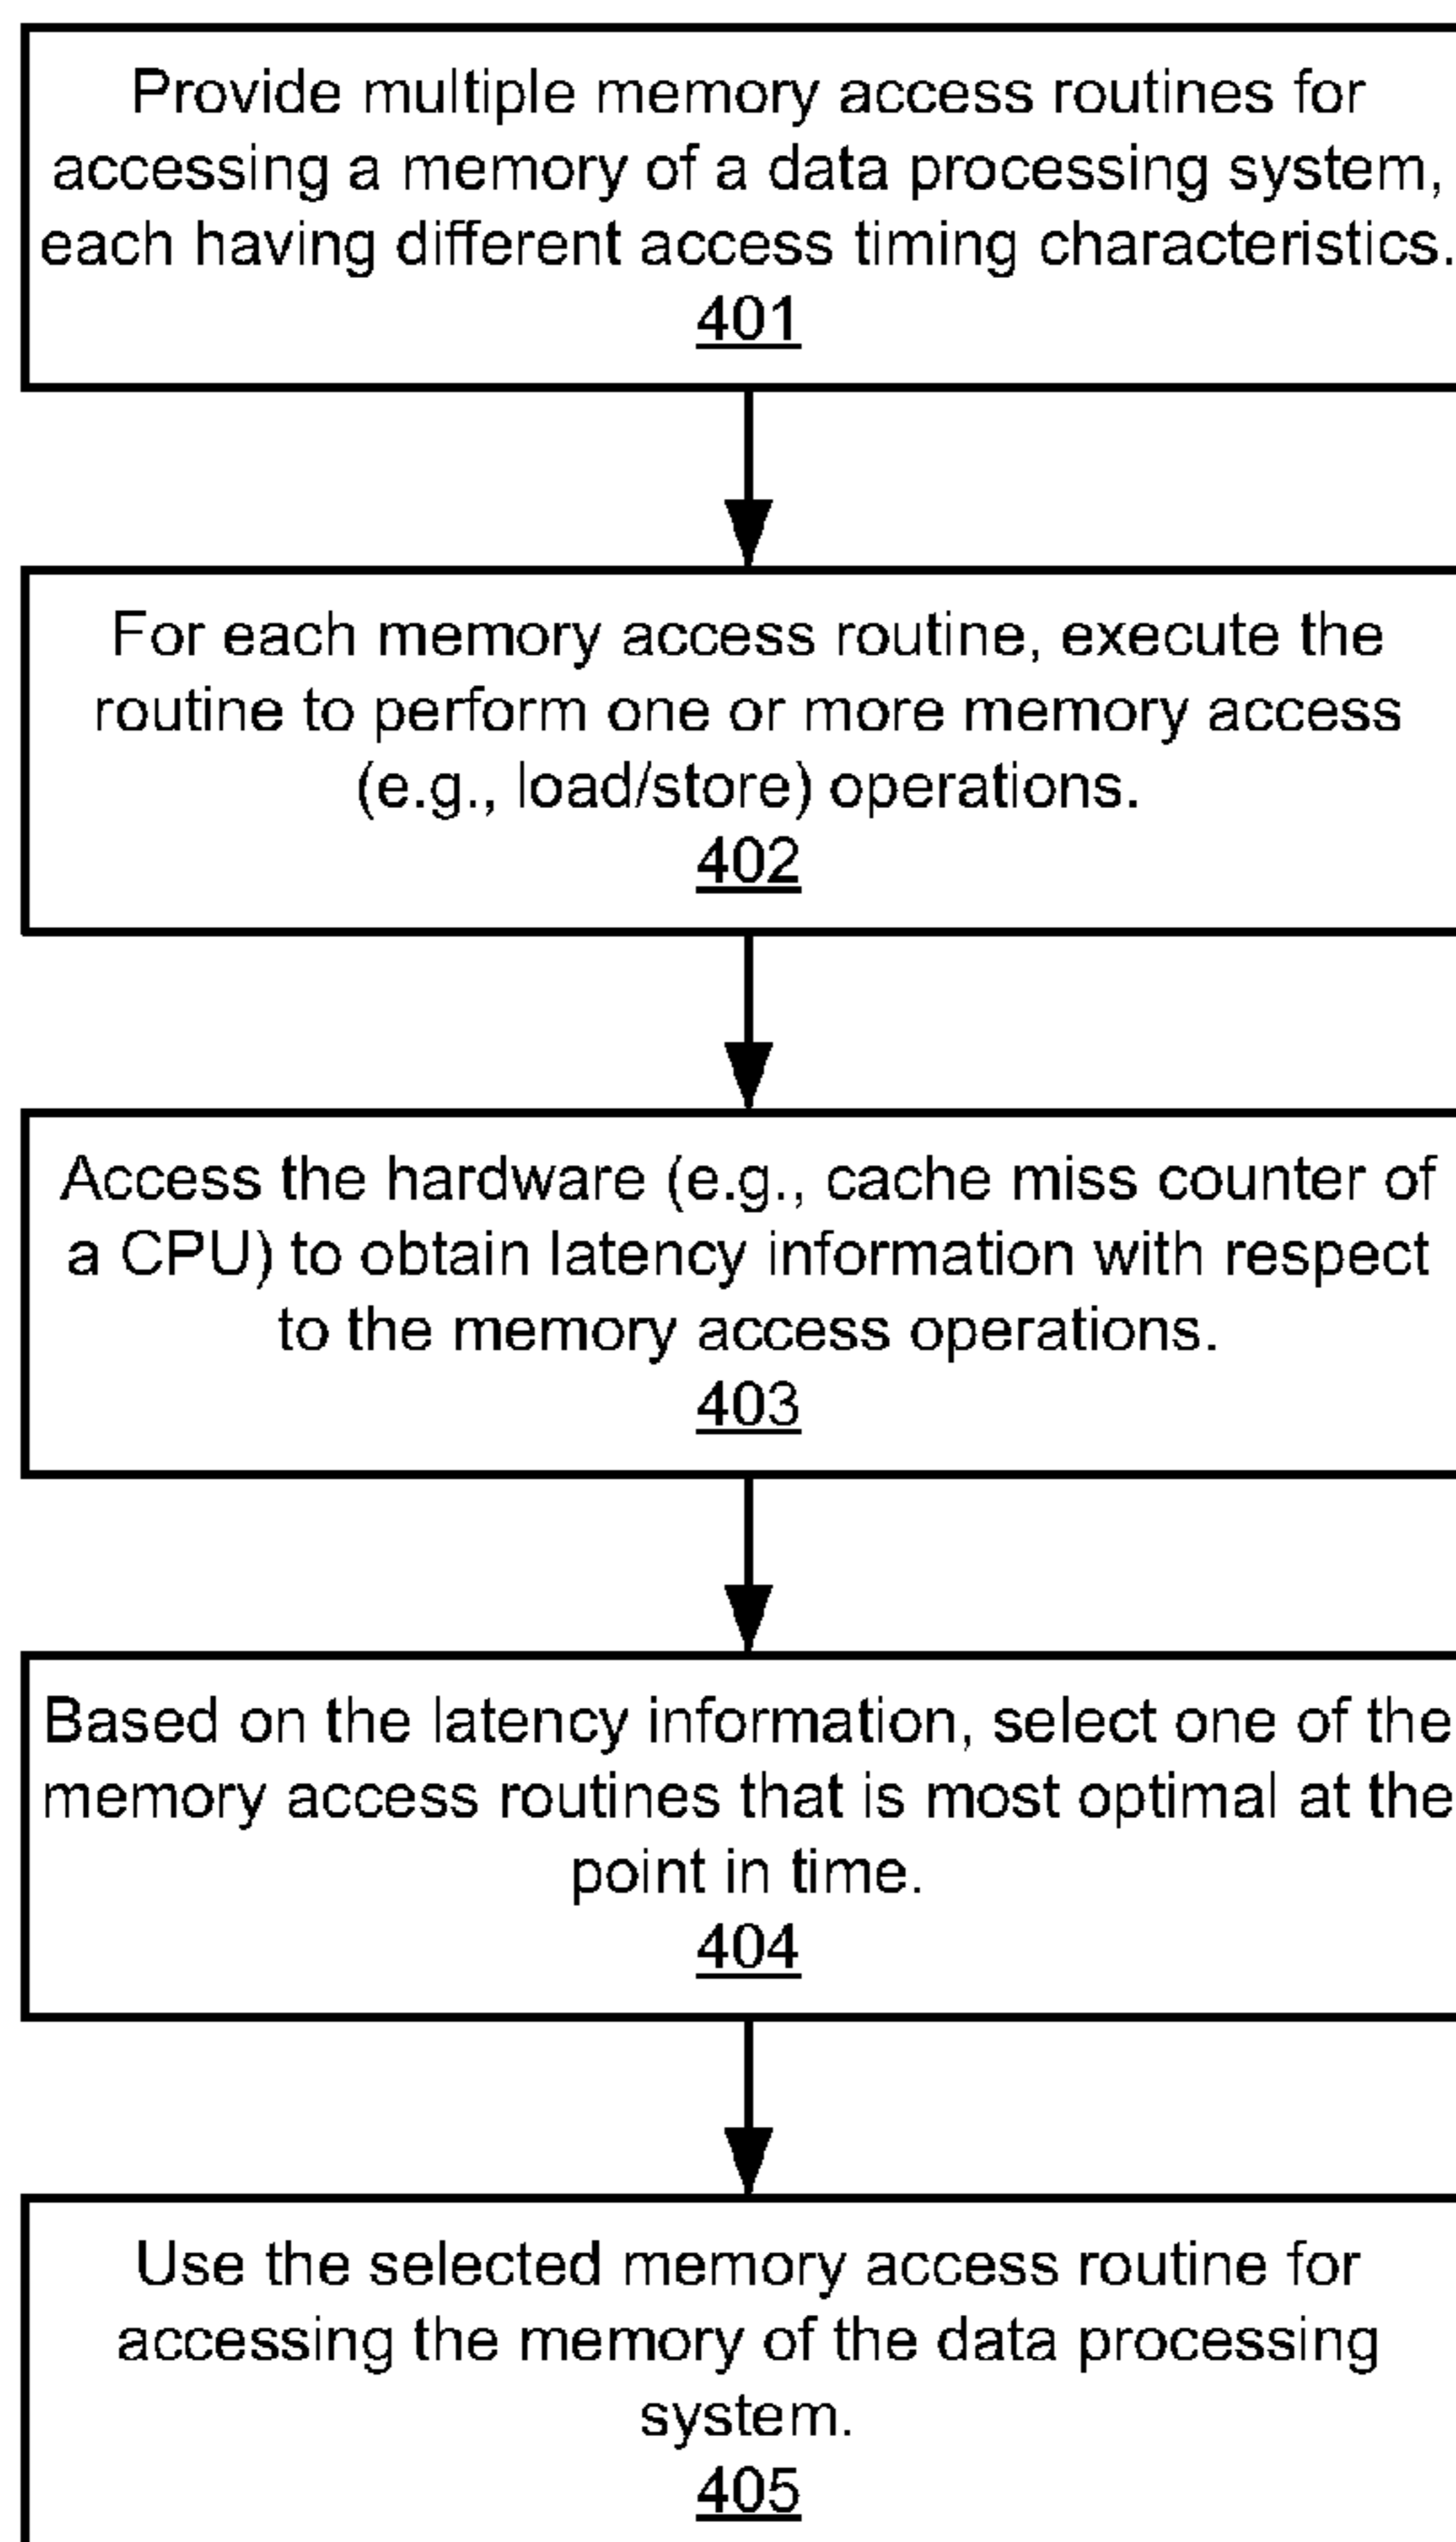 Provide multiple memory access routines for
accessing a memory of a data processing system,
each having different access timing characteristics.
401
For each memory access routine, execute the
routine to perform one or more memory access
(e.g., load/store) operations.
402
Access the hardware (e.g., cache miss counter of
a CPU) to obtain latency information with respect
to the memory access operations.
403
Based on the latency information, select one of the
memory access routines that is most optimal at the
point in time.
404
Use the selected memory access routine for
accessing the memory of the data processing
system.
405